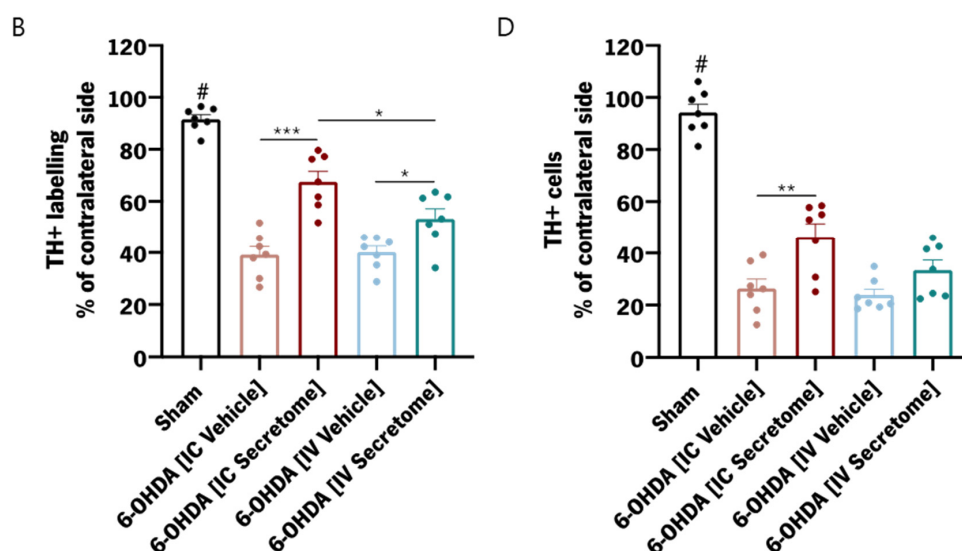 B
TH+ labelling
% of contralateral side
120
100
80
60
40
20
0
#
***
*
*
Sham
6-OHDA [IC Vehicle]
6-OHDA [IC Secretome]
6-OHDA [IV Vehicle]
6-OHDA [IV Secretome]
D
TH+ cells
% of contralateral side
120
100
80
60
40
20
0
#
**
Sham
6-OHDA [IC Vehicle]
6-OHDA [IC Secretome]
6-OHDA [IV Vehicle]
6-OHDA [IV Secretome]